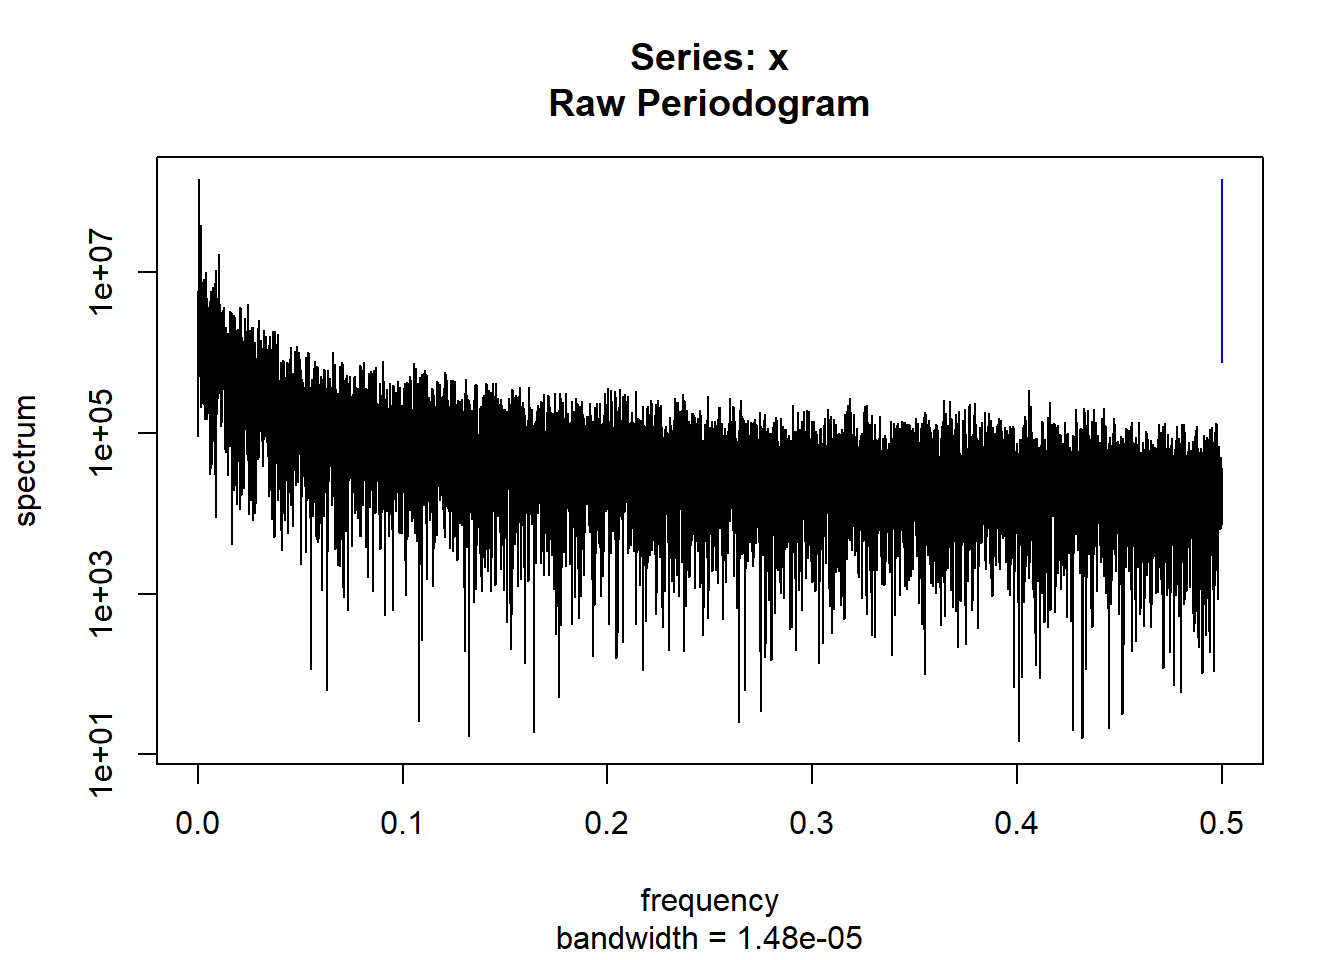 Series: x
Raw Periodogram
spectrum
1e+07
1e+05
1e+03
1e+01
0.0 0.1 0.2 0.3 0.4 0.5
frequency
bandwidth = 1.48e-05